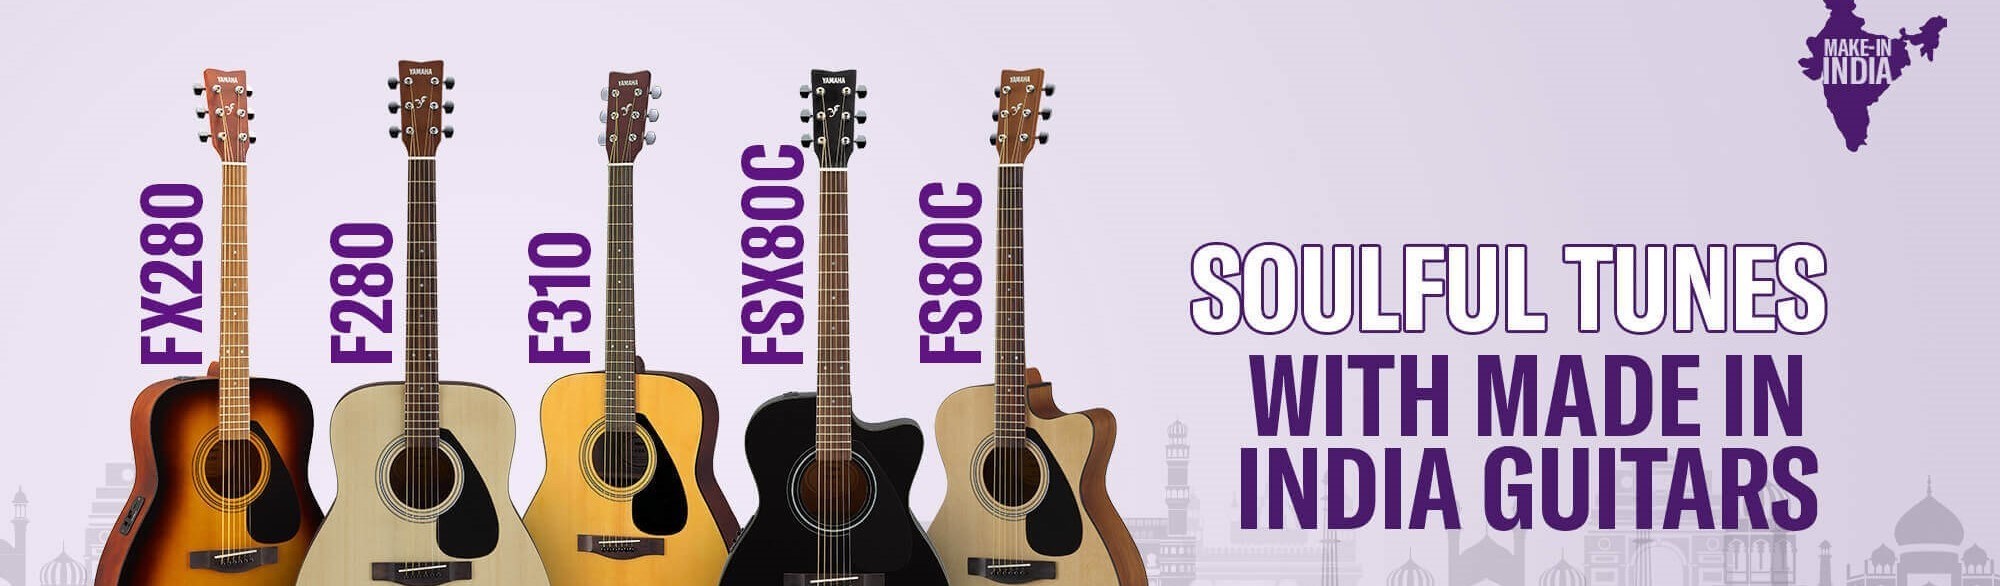 MAKE-IN
INDIA
YAMAHA
YAMAHA
YAMAHA
YAMAHA
YAMAHA
FX280
F280
F310
FSX80C
FS80C
SOULFUL TUNES
WITH MADE IN
INDIA GUITARS